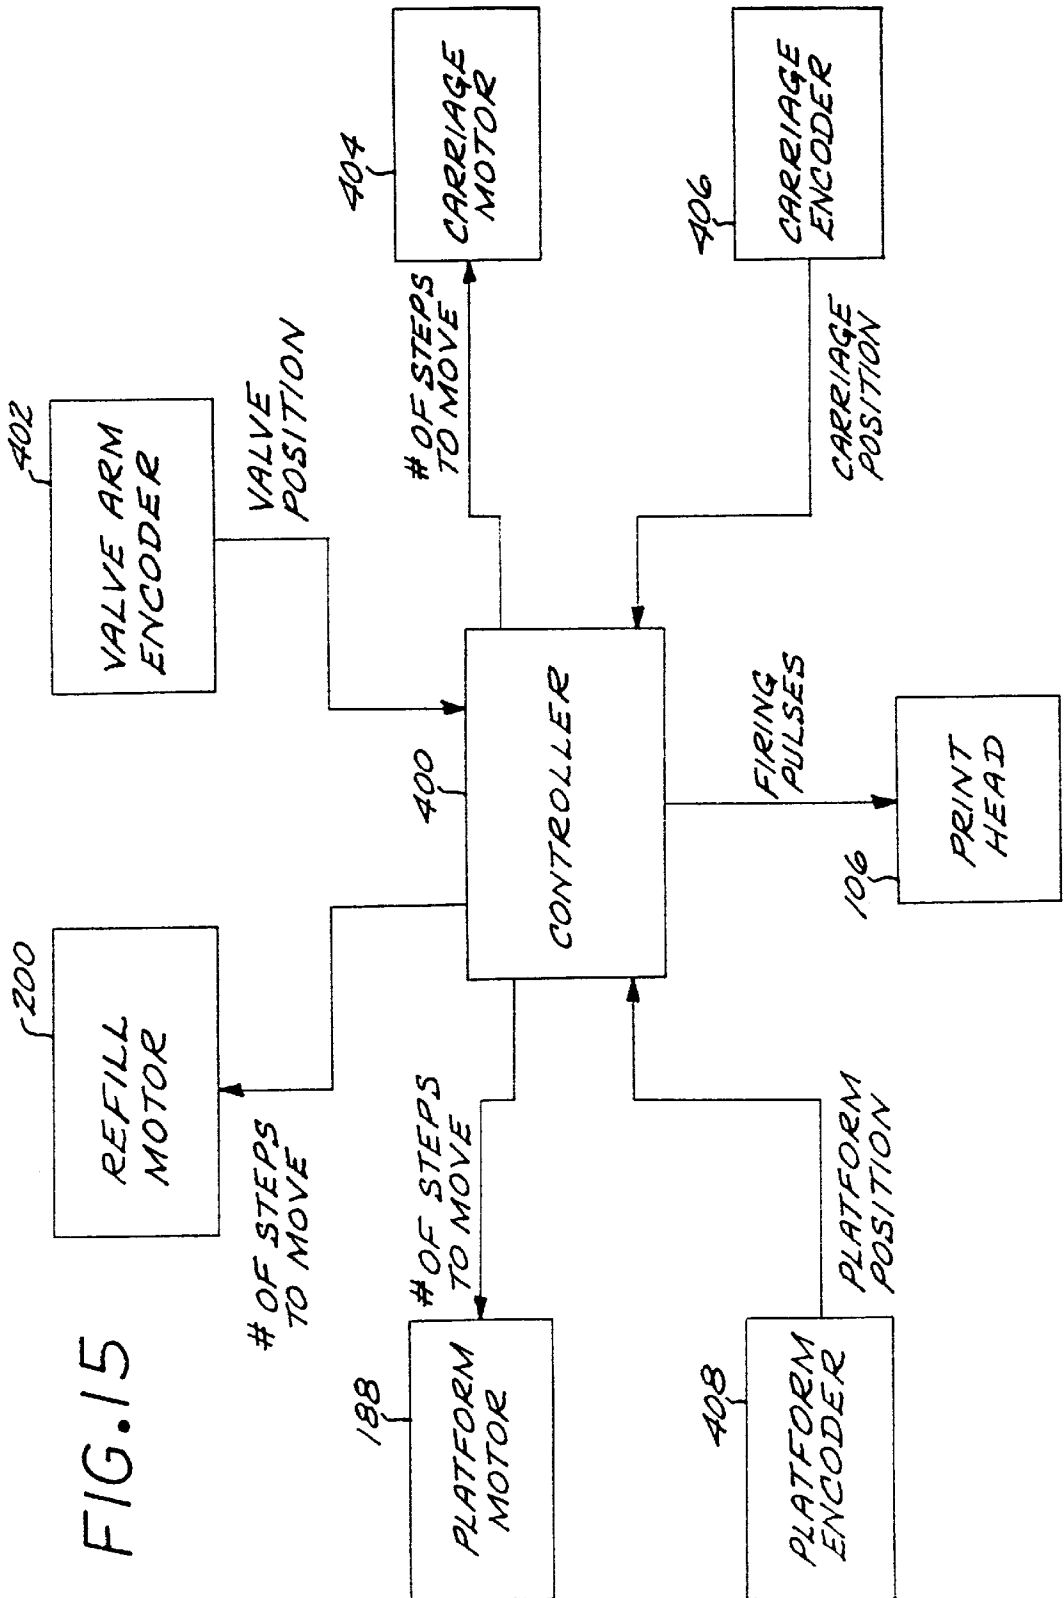 FIG.15
200
REFILL
MOTOR
# OF STEPS
TO MOVE
402
VALVE ARM
ENCODER
VALVE
POSITION
188
PLATFORM
MOTOR
# OF STEPS
TO MOVE
400
CONTROLLER
# OF STEPS
TO MOVE
404
CARRIAGE
MOTOR
408
PLATFORM
ENCODER
PLATFORM
POSITION
FIRING
PULSES
106
PRINT
HEAD
CARRIAGE
POSITION
406
CARRIAGE
ENCODER